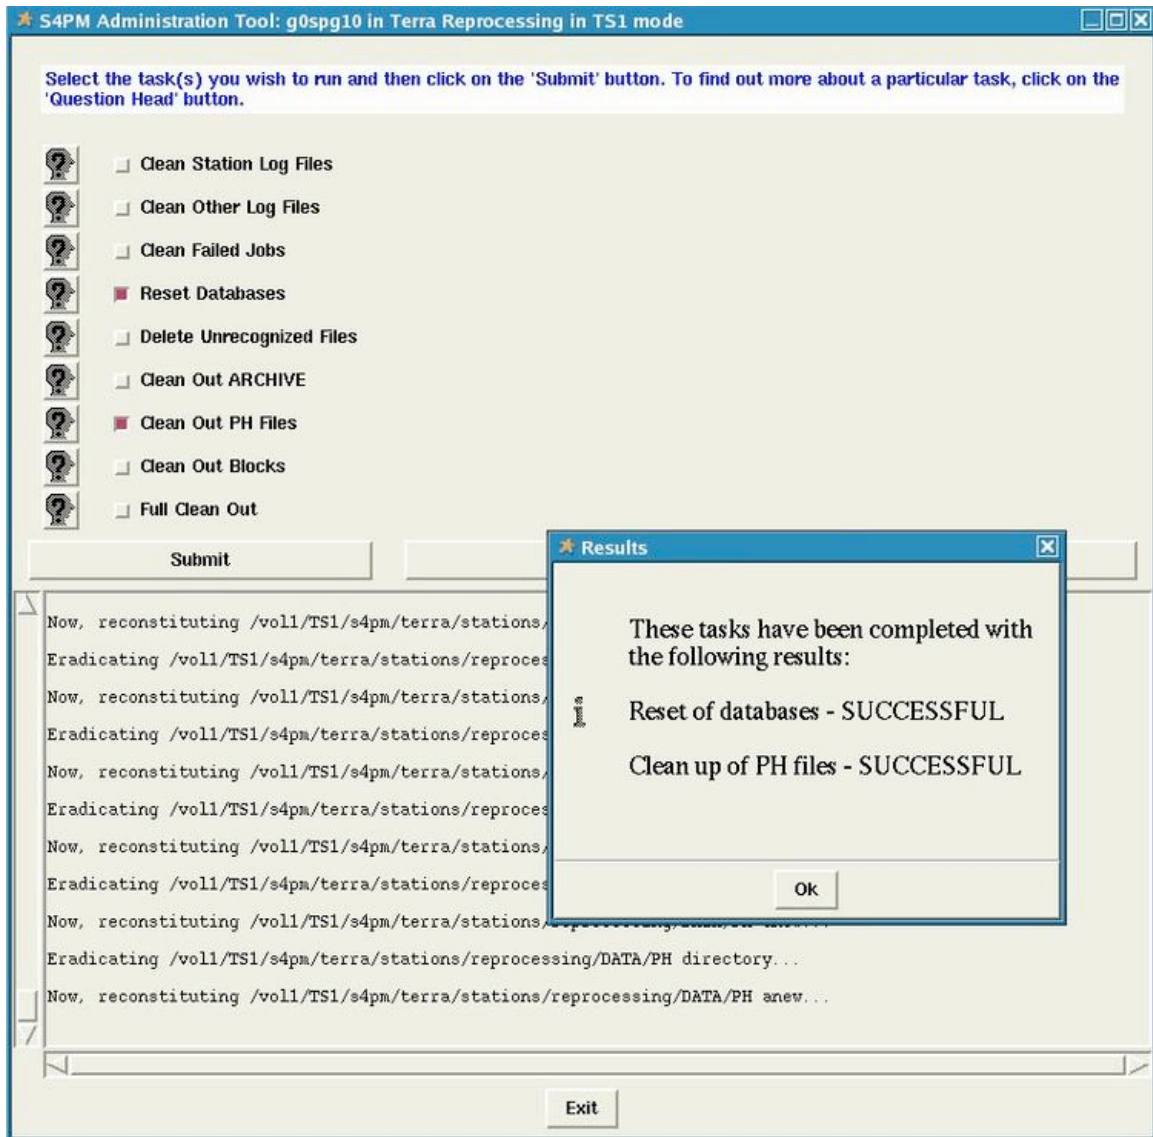 S4PM Administration Tool: g0spg10 in Terra Reprocessing in TS1 mode
Select the task(s) you wish to run and then click on the 'Submit' button. To find out more about a particular task, click on the
'Question Head' button.
Clean Station Log Files
Clean Other Log Files
Clean Failed Jobs
Reset Databases
Delete Unrecognized Files
Clean Out ARCHIVE
Clean Out PH Files
Clean Out Blocks
Full Clean Out
Submit
Results
These tasks have been completed with
the following results:
Reset of databases - SUCCESSFUL
Clean up of PH files - SUCCESSFUL
Ok
Now, reconstituting /vol1/TS1/s4pm/terra/stations/
Eradicating /vol1/TS1/s4pm/terra/stations/reproces
Now, reconstituting /vol1/TS1/s4pm/terra/stations/
Eradicating /vol1/TS1/s4pm/terra/stations/reproces
Now, reconstituting /vol1/TS1/s4pm/terra/stations/
Eradicating /vol1/TS1/s4pm/terra/stations/reproces
Now, reconstituting /vol1/TS1/s4pm/terra/stations/
Eradicating /vol1/TS1/s4pm/terra/stations/reproces
Now, reconstituting /vol1/TS1/s4pm/terra/stations/
Eradicating /vol1/TS1/s4pm/terra/stations/reprocessing/DATA/PH directory...
Now, reconstituting /vol1/TS1/s4pm/terra/stations/reprocessing/DATA/PH anew...
Exit